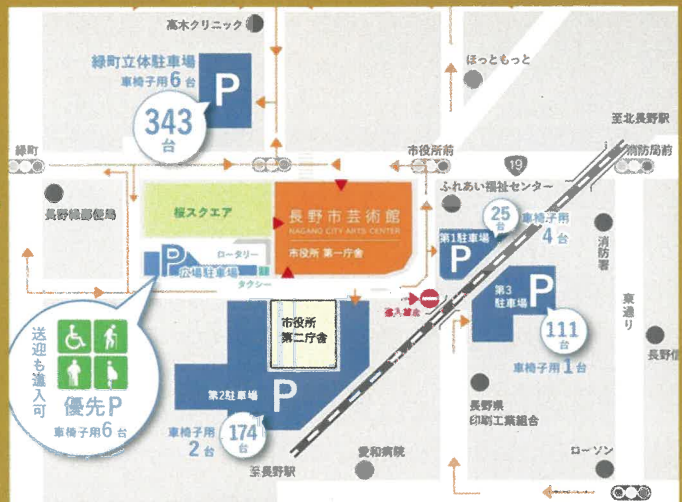 高木クリニック
緑町立体駐車場
車椅子用6台
P
343
台
ほっともっと
至北長野駅
緑町
市役所前
19
消防局前
ふれあい福祉センター
長野緑郵便局
桜スクエア
長野市芸術館
NAGANO CITY ARTS CENTER
市役所 第一庁舎
25
台
車椅子用
4台
第1駐車場
P
消防署
ロータリー
P
広場駐車場
タクシー
進入禁止
第3
駐車場
P
東通り
111
台
車椅子用1台
市役所
第二庁舎
送迎も進入可
優先P
車椅子用6台
長野信
第2駐車場
P
長野県
印刷工業組合
車椅子用
2台
174
台
至長野駅
愛和病院
ローソン